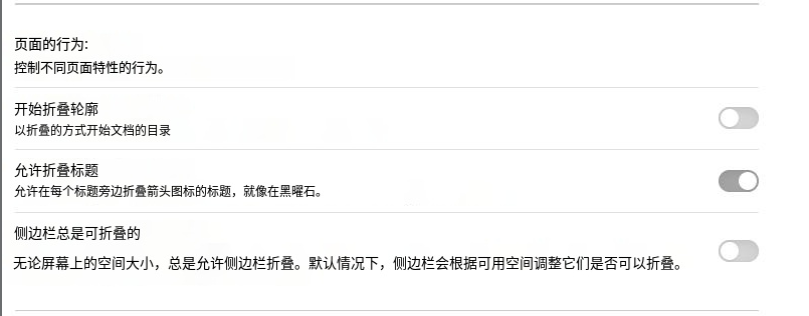 页面的行为:
控制不同页面特性的行为。
开始折叠轮廓
以折叠的方式开始文档的目录
允许折叠标题
允许在每个标题旁边折叠箭头图标的标题，就像在黑曜石。
侧边栏总是可折叠的
无论屏幕上的空间大小，总是允许侧边栏折叠。默认情况下，侧边栏会根据可用空间调整它们是否可以折叠。